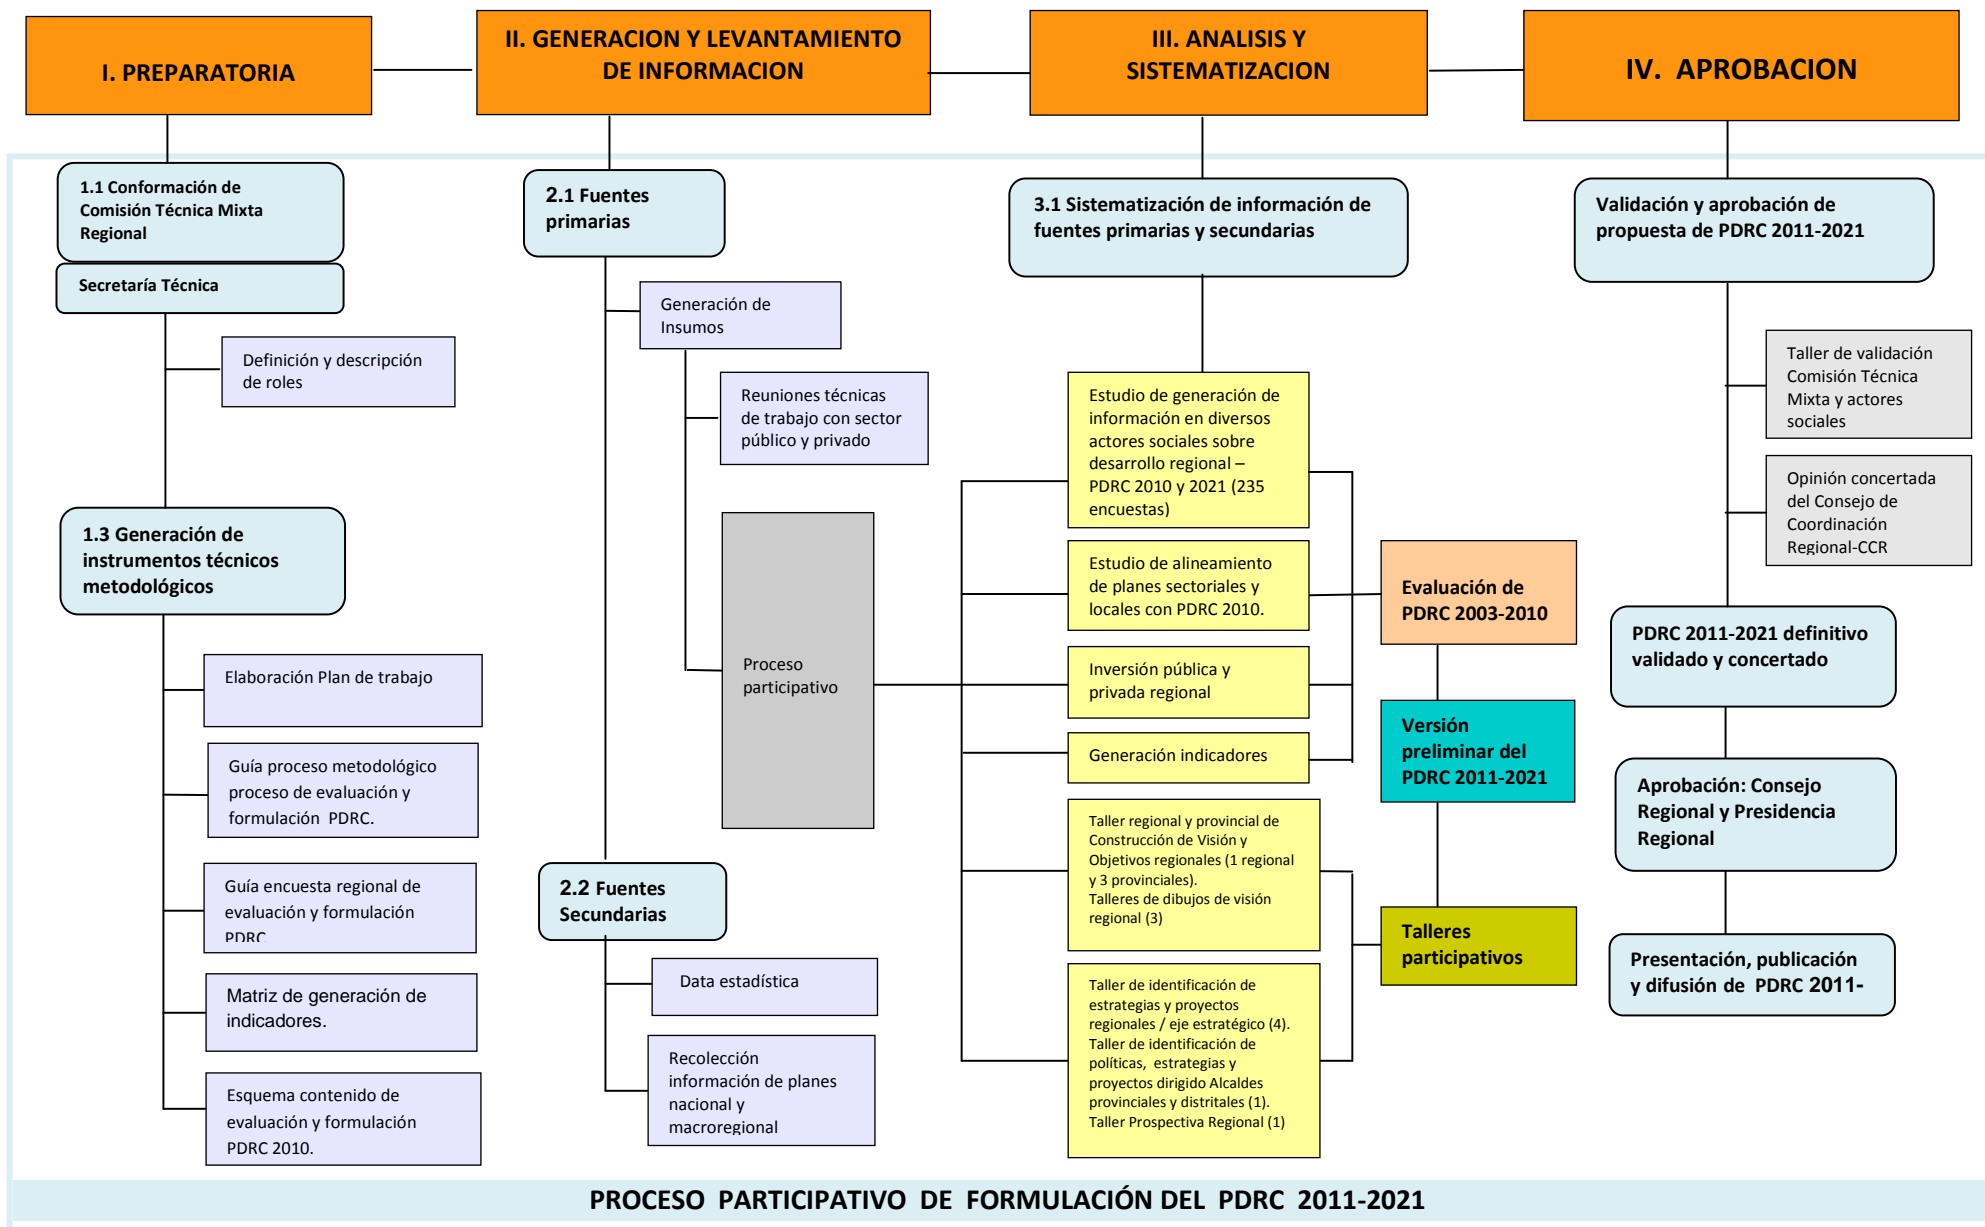 I. PREPARATORIA
II. GENERACION Y LEVANTAMIENTO
DE INFORMACION
III. ANALISIS Y
SISTEMATIZACION
IV. APROBACION
1.1 Conformación de
Comisión Técnica Mixta
Regional
Secretaría Técnica
Definición y descripción
de roles
1.3 Generación de
instrumentos técnicos
metodológicos
Elaboración Plan de trabajo
Guía proceso metodológico
proceso de evaluación y
formulación PDRC.
Guía encuesta regional de
evaluación y formulación
PDRC
Matriz de generación de
indicadores.
Esquema contenido de
evaluación y formulación
PDRC 2010.
2.1 Fuentes
primarias
Generación de
Insumos
Reuniones técnicas
de trabajo con sector
público y privado
Proceso
participativo
2.2 Fuentes
Secundarias
Data estadística
Recolección
información de planes
nacional y
macroregional
3.1 Sistematización de información de
fuentes primarias y secundarias
Estudio de generación de
información en diversos
actores sociales sobre
desarrollo regional –
PDRC 2010 y 2021 (235
encuestas)
Estudio de alineamiento
de planes sectoriales y
locales con PDRC 2010.
Inversión pública y
privada regional
Generación indicadores
Taller regional y provincial de
Construcción de Visión y
Objetivos regionales (1 regional
y 3 provinciales).
Talleres de dibujos de visión
regional (3)
Taller de identificación de
estrategias y proyectos
regionales / eje estratégico (4).
Taller de identificación de
políticas, estrategias y
proyectos dirigido Alcaldes
provinciales y distritales (1).
Taller Prospectiva Regional (1)
Evaluación de
PDRC 2003-2010
Versión
preliminar del
PDRC 2011-2021
Talleres
participativos
Validación y aprobación de
propuesta de PDRC 2011-2021
Taller de validación
Comisión Técnica
Mixta y actores
sociales
Opinión concertada
del Consejo de
Coordinación
Regional-CCR
PDRC 2011-2021 definitivo
validado y concertado
Aprobación: Consejo
Regional y Presidencia
Regional
Presentación, publicación
y difusión de PDRC 2011-
PROCESO PARTICIPATIVO DE FORMULACIÓN DEL PDRC 2011-2021